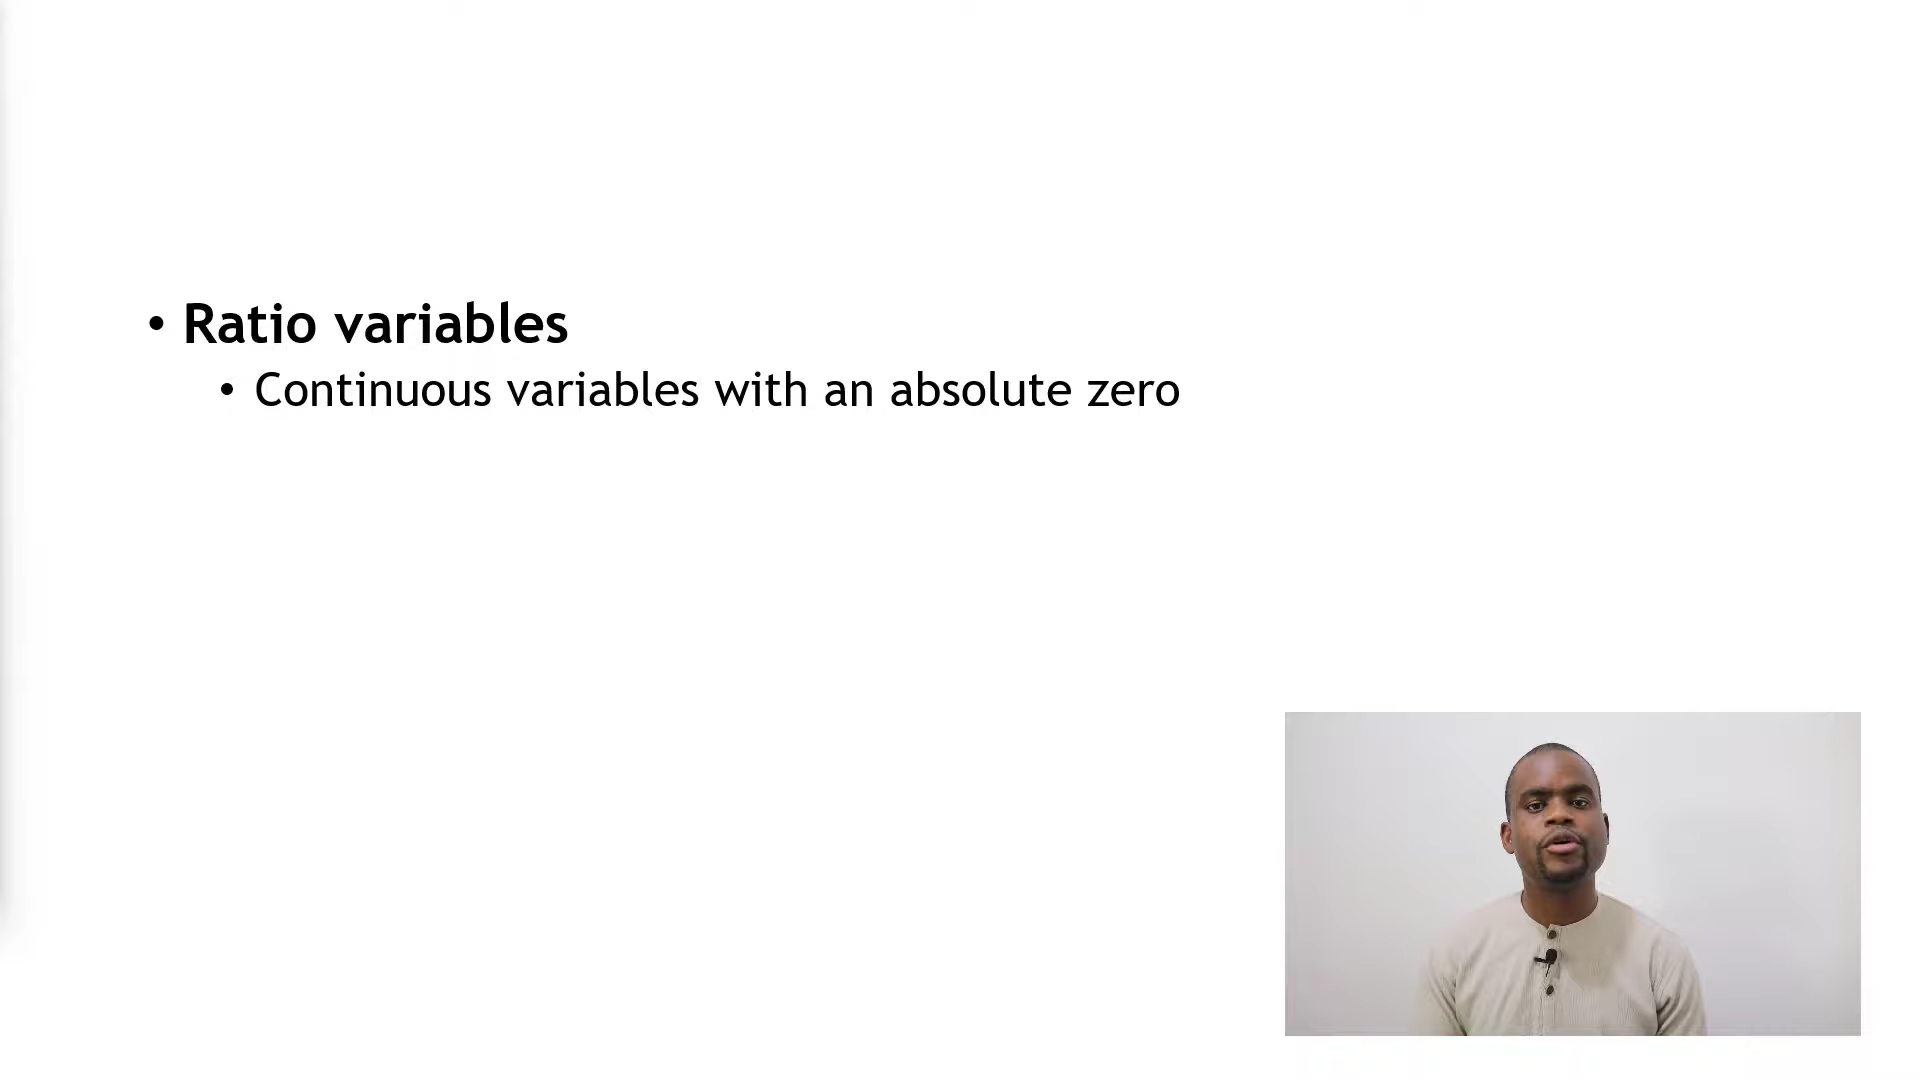 • Ratio variables
• Continuous variables with an absolute zero